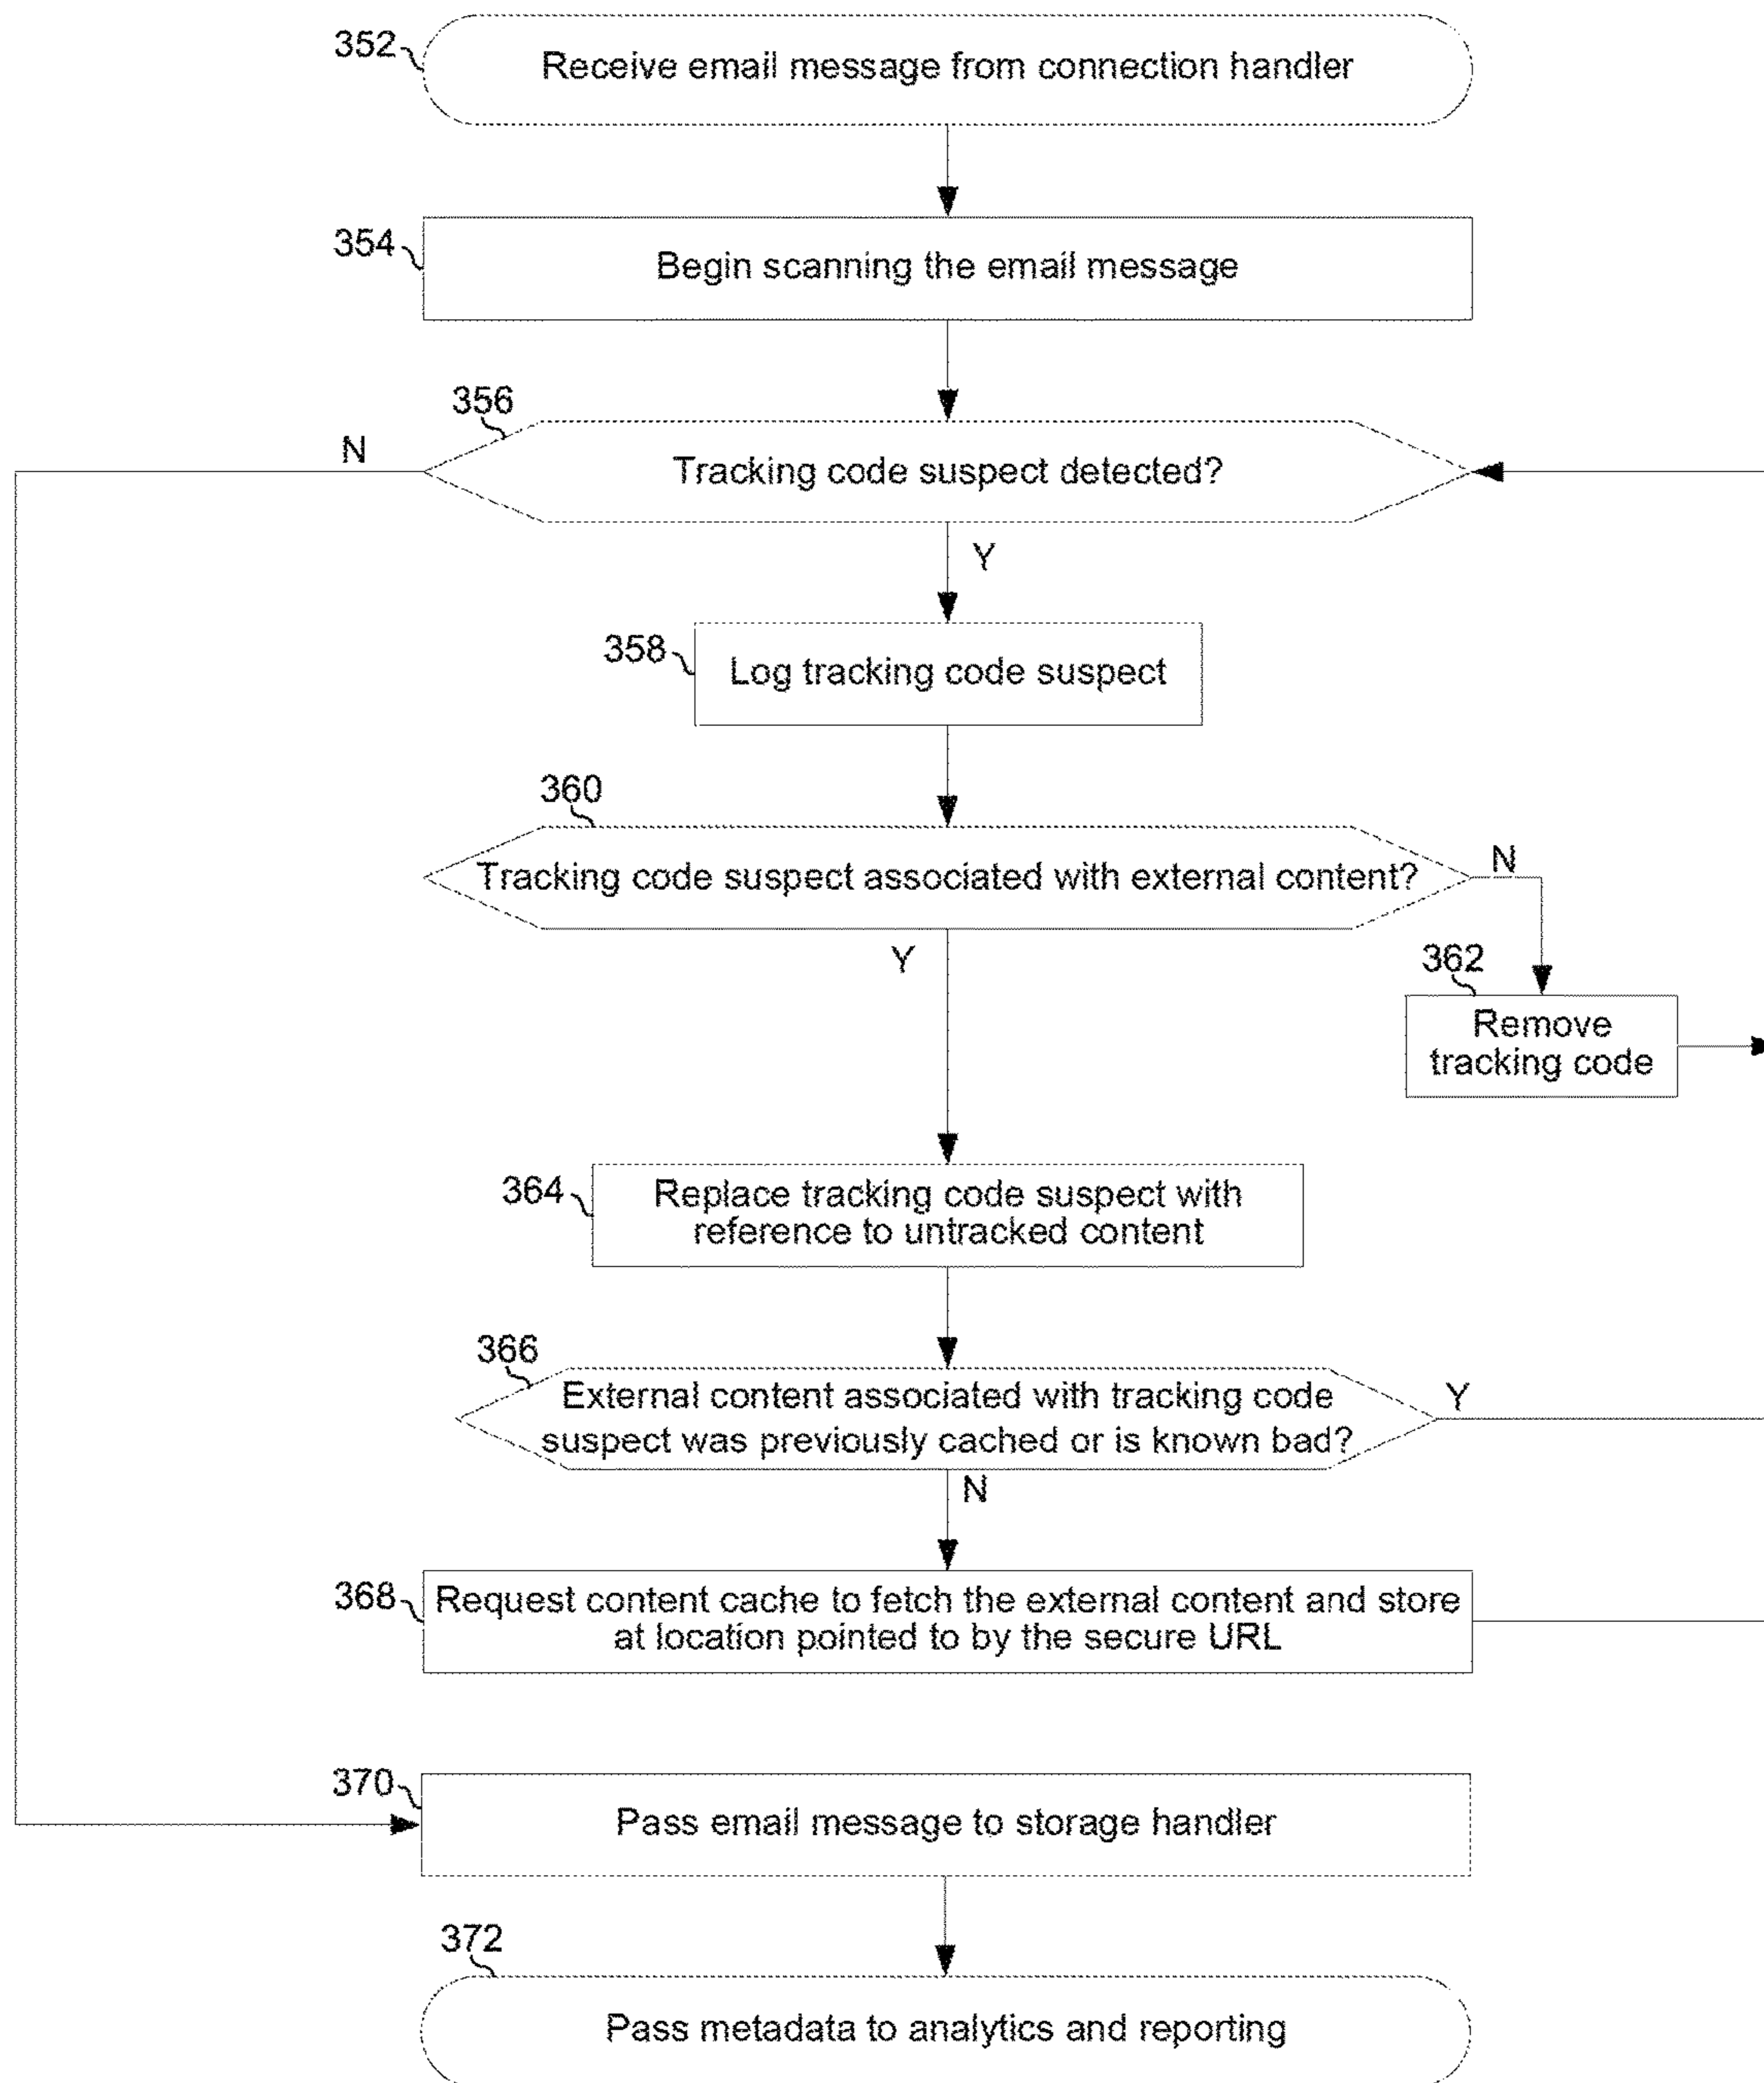 352
Receive email message from connection handler
354
Begin scanning the email message
356
N
Tracking code suspect detected?
Y
358
Log tracking code suspect
360
Tracking code suspect associated with external content?
N
Y
362
Remove
tracking code
364
Replace tracking code suspect with
reference to untracked content
366
External content associated with tracking code
suspect was previously cached or is known bad?
Y
N
368
Request content cache to fetch the external content and store
at location pointed to by the secure URL
370
Pass email message to storage handler
372
Pass metadata to analytics and reporting